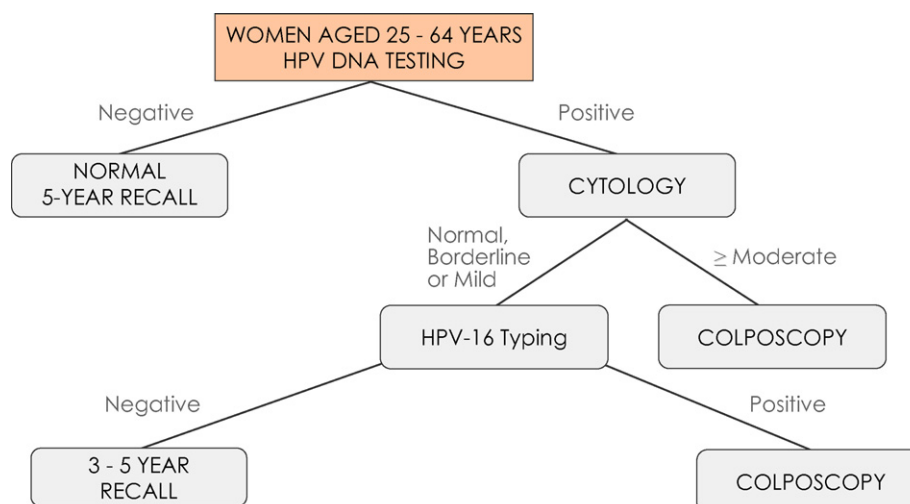 WOMEN AGED 25 - 64 YEARS
HPV DNA TESTING
Negative
Positive
NORMAL
5-YEAR RECALL
CYTOLOGY
Normal,
Borderline
or Mild
≥ Moderate
HPV-16 Typing
COLPOSCOPY
Negative
Positive
3 - 5 YEAR
RECALL
COLPOSCOPY